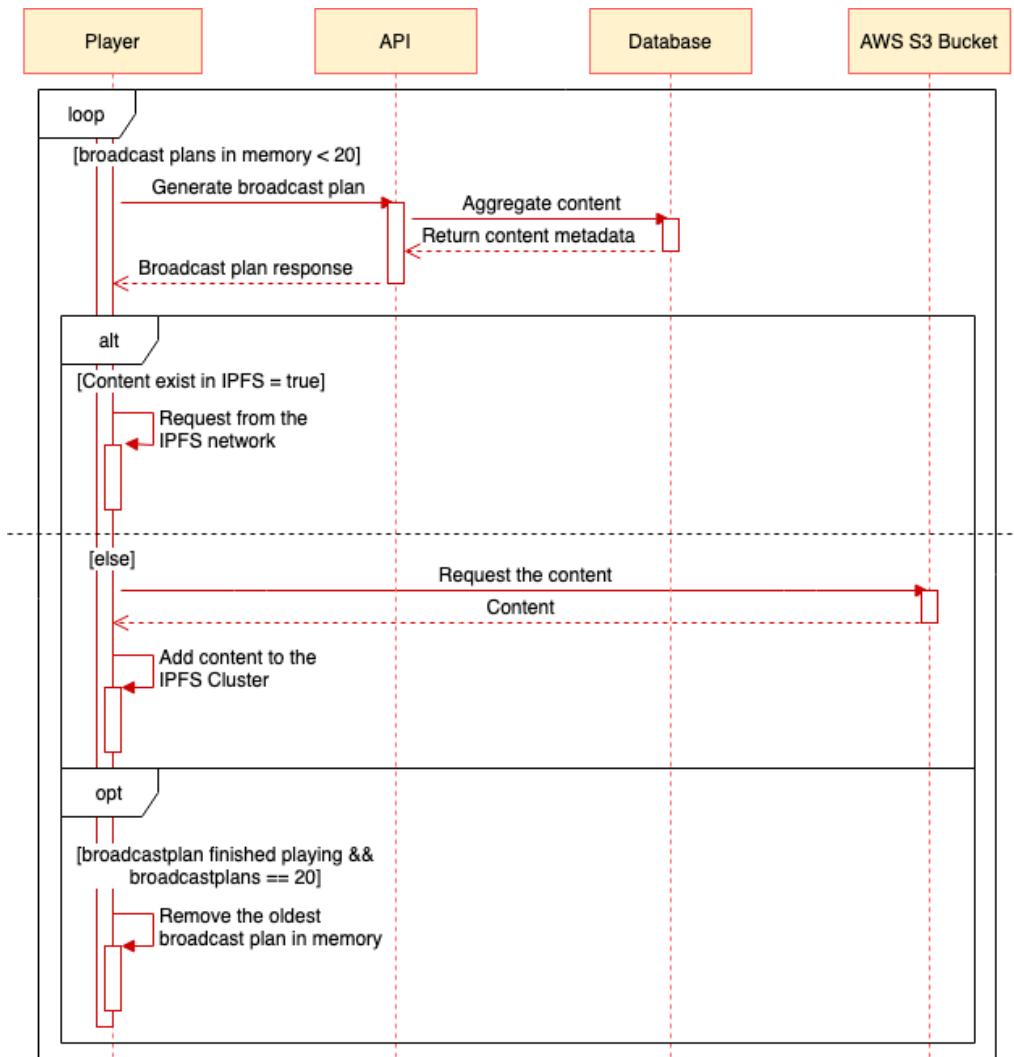 Player
API
Database
AWS S3 Bucket
loop
[broadcast plans in memory < 20]
Generate broadcast plan
Aggregate content
Return content metadata
Broadcast plan response
alt
[Content exist in IPFS = true]
Request from the
IPFS network
[else]
Request the content
Content
Add content to the
IPFS Cluster
opt
[broadcastplan finished playing &&
broadcastplans == 20]
Remove the oldest
broadcast plan in memory